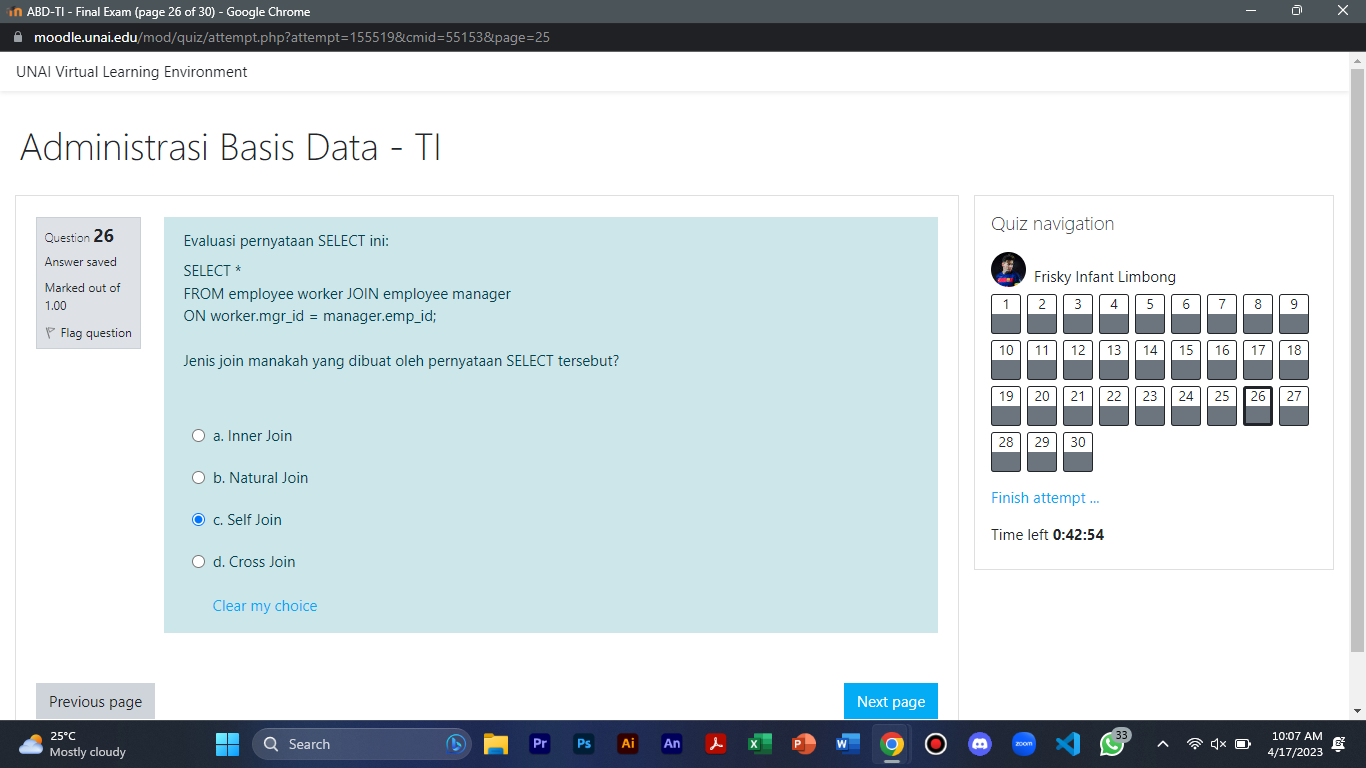 ABD-TI - Final Exam (page 26 of 30) - Google Chrome
moodle.unai.edu/mod/quiz/attempt.php?attempt=155519&cmid=55153&page=25
UNAI Virtual Learning Environment
Administrasi Basis Data - TI
Question 26
Answer saved
Marked out of
1.00
Flag question
Evaluasi pernyataan SELECT ini:
SELECT *
FROM employee worker JOIN employee manager
ON worker.mgr_id = manager.emp_id;
Jenis join manakah yang dibuat oleh pernyataan SELECT tersebut?
a. Inner Join
b. Natural Join
c. Self Join
d. Cross Join
Clear my choice
Previous page
Next page
Quiz navigation
Frisky Infant Limbong
1 2 3 4 5 6 7 8 9
10 11 12 13 14 15 16 17 18
19 20 21 22 23 24 25 26 27
28 29 30
Finish attempt ...
Time left 0:42:54
25°C
Mostly cloudy
Search
Pr
Ps
Ai
An
X
P
W
zoom
33
10:07 AM
4/17/2023